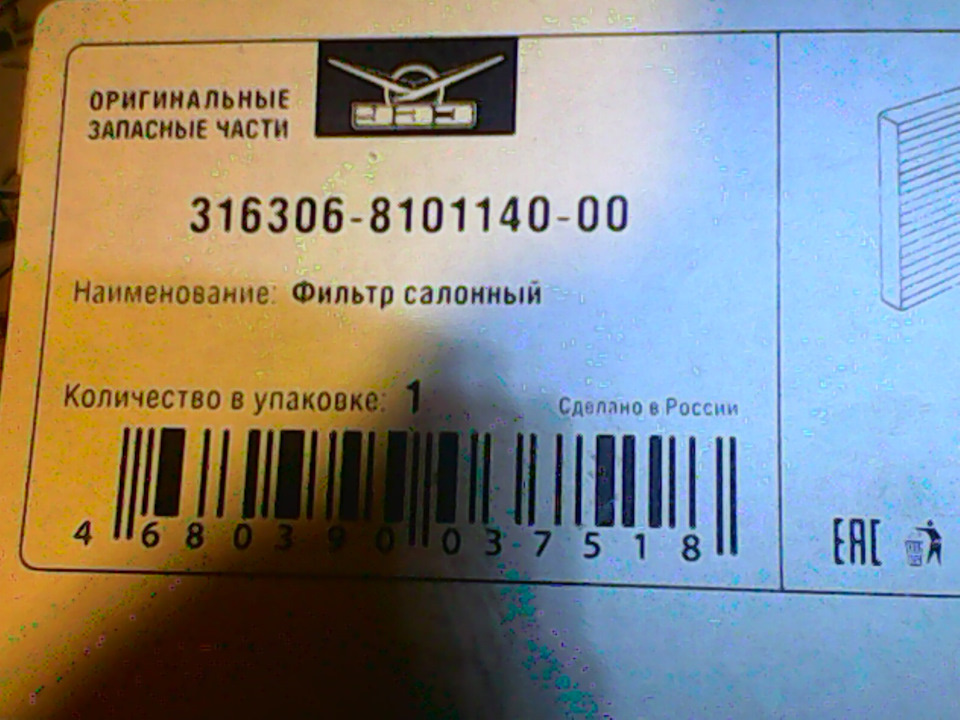 ОРИГИНАЛЬНЫЕ
ЗАПАСНЫЕ ЧАСТИ
316306-8101140-00
Наименование: Фильтр салонный
Количество в упаковке: 1
Сделано в России
4 680390 037518
EAC